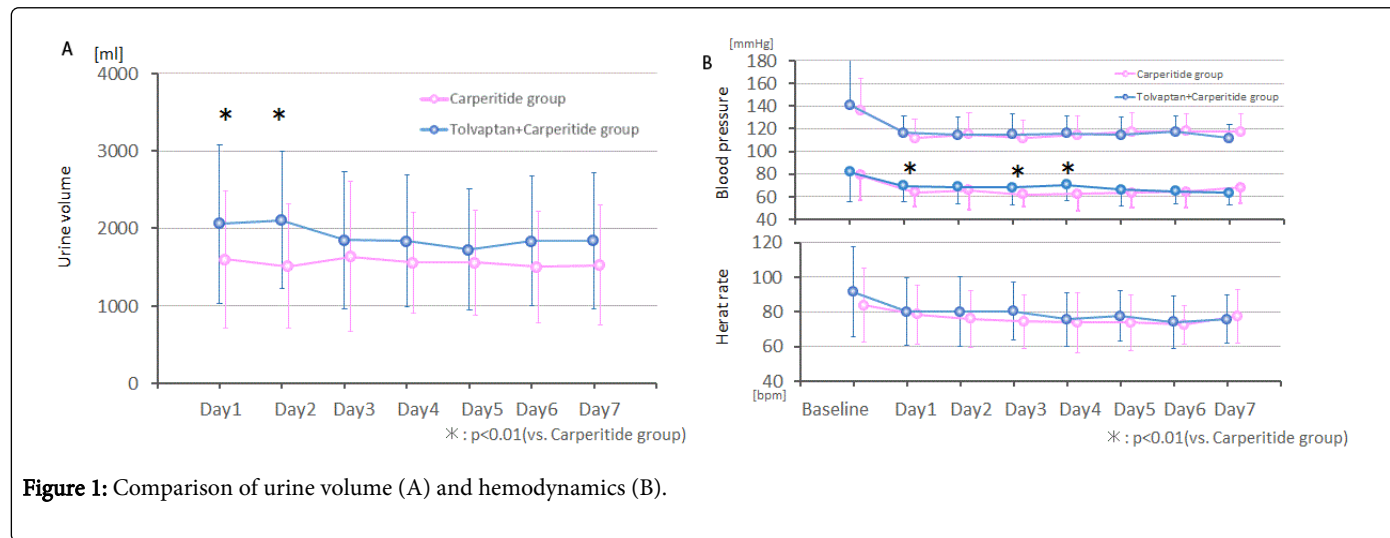 A
[ml]
4000
3000
2000
1000
0
Urine volume
Carperitide group
Tolvaptan+Carperitide group
* *
Day1 Day2 Day3 Day4 Day5 Day6 Day7
* : p<0.01(vs. Carperitide group)
B
[mmHg]
180
160
140
120
100
80
60
40
Blood pressure
Carperitide group
Tolvaptan+Carperitide group
* * *
120
100
80
60
40
Herat rate
[bpm]
Baseline Day1 Day2 Day3 Day4 Day5 Day6 Day7
* : p<0.01(vs. Carperitide group)
Figure 1: Comparison of urine volume (A) and hemodynamics (B).